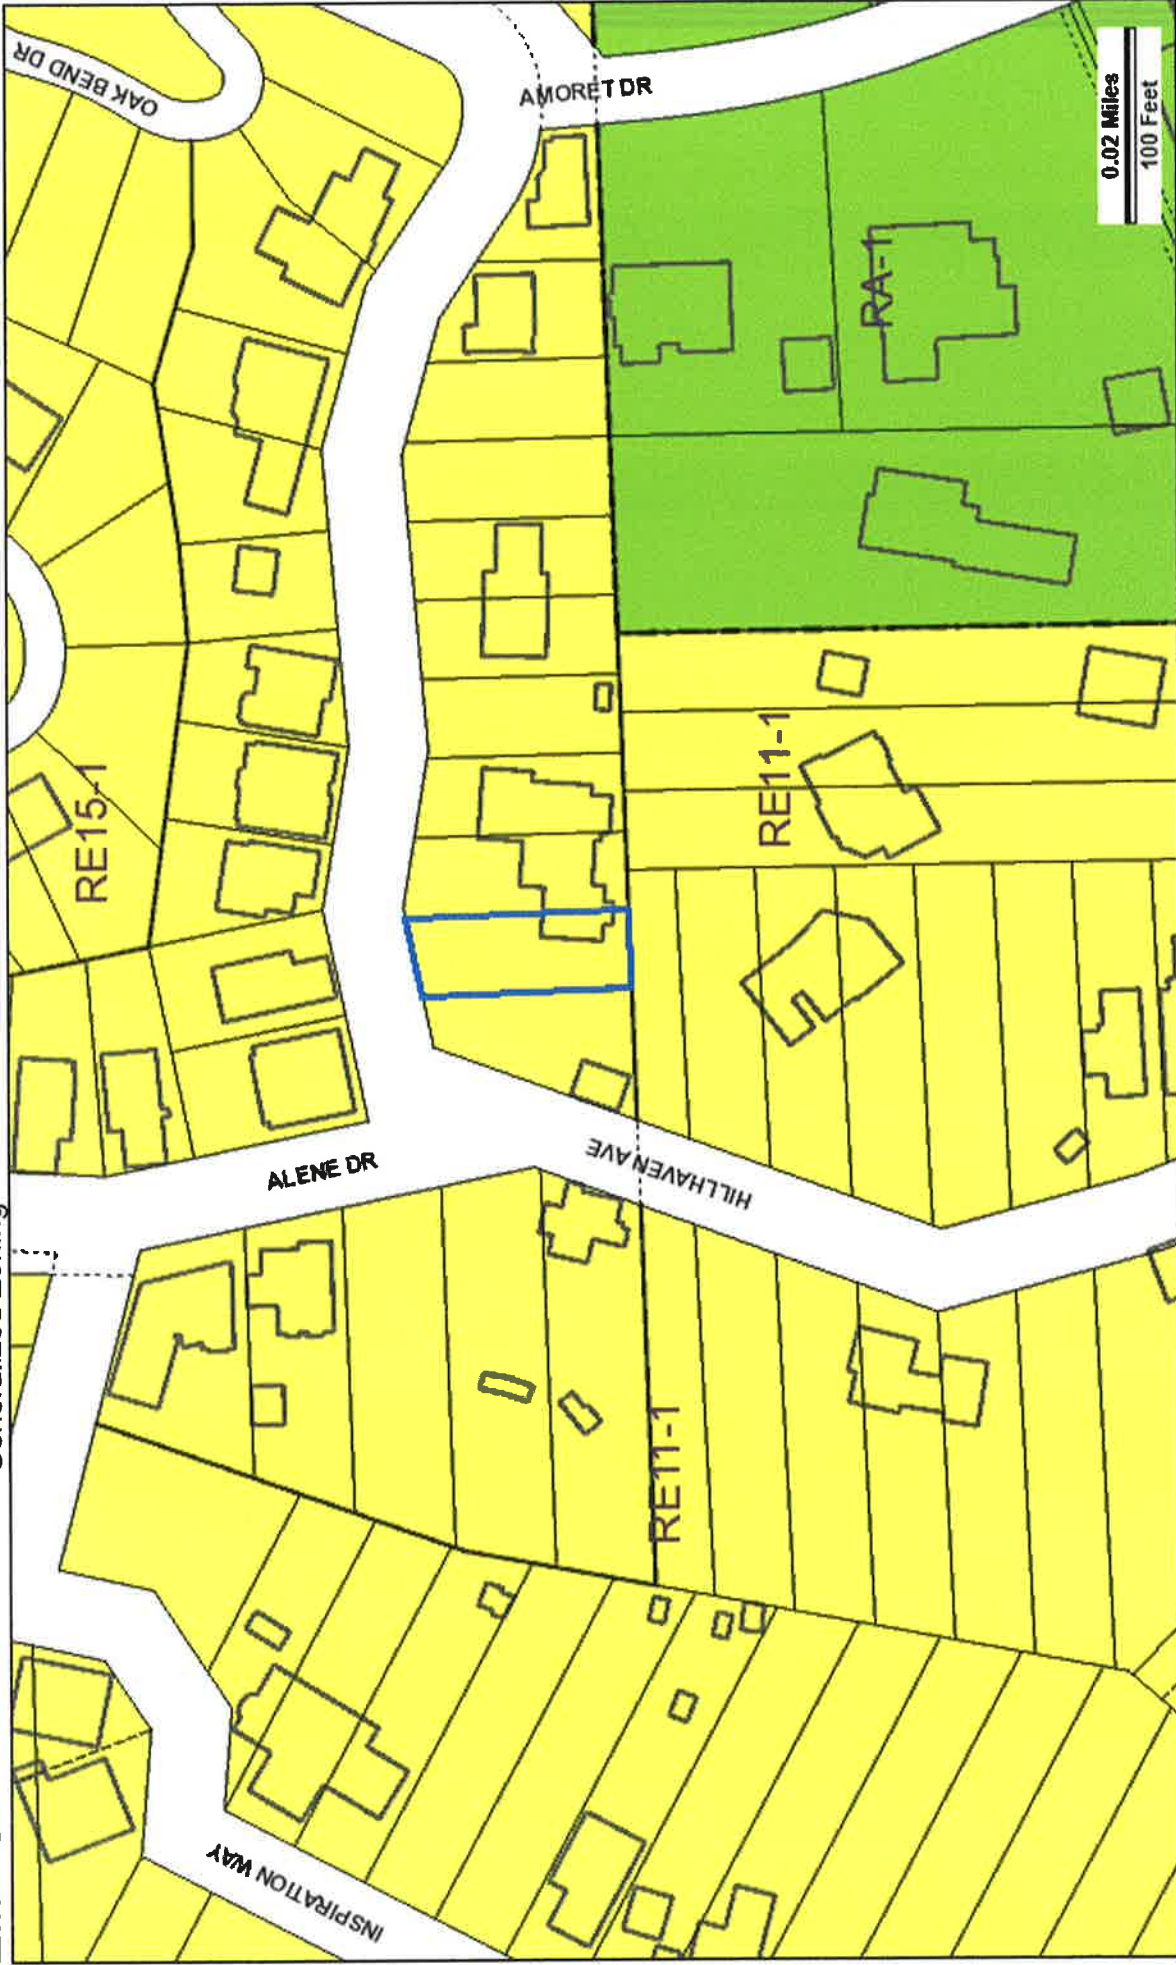 OAK BEND DR
AMORET DR
0.02 Miles
100 Feet
RA-1
RE15-1
RE11-1
ALENE DR
HILLHAVEN AVE
RE11-1
INSPIRATION WAY